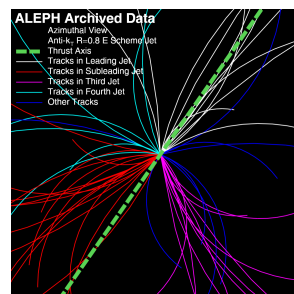 ALEPH Archived Data
Azimuthal View
Anti-kₜ R=0.8 E Scheme Jet
Thrust Axis
Tracks in Leading Jet
Tracks in Subleading Jet
Tracks in Third Jet
Tracks in Fourth Jet
Other Tracks